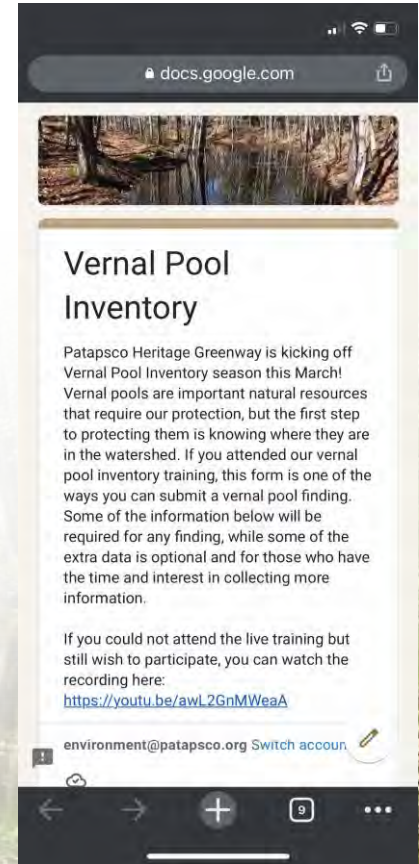 docs.google.com
Vernal Pool
Inventory
Patapsco Heritage Greenway is kicking off
Vernal Pool Inventory season this March!
Vernal pools are important natural resources
that require our protection, but the first step
to protecting them is knowing where they are
in the watershed. If you attended our vernal
pool inventory training, this form is one of the
ways you can submit a vernal pool finding.
Some of the information below will be
required for any finding, while some of the
extra data is optional and for those who have
the time and interest in collecting more
information.
If you could not attend the live training but
still wish to participate, you can watch the
recording here:
https://youtu.be/awL2GnMWeaA
environment@patapsco.org Switch accoun
9